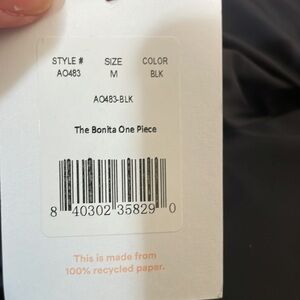 STYLE # SIZE COLOR
AO483 M BLK
AO483-BLK
The Bonita One Piece
8 40302 35829 0
This is made from
100% recycled paper.